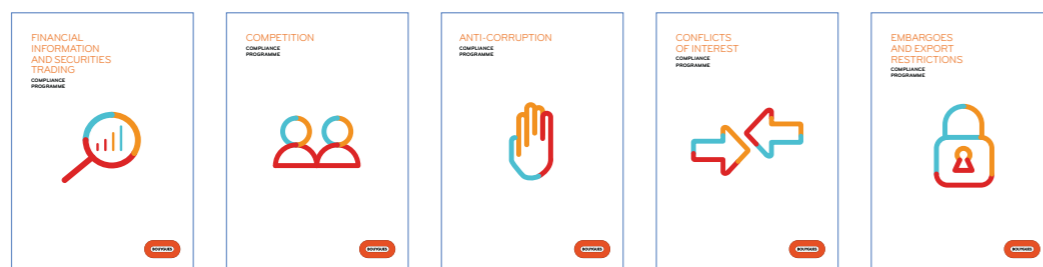 FINANCIAL
INFORMATION
AND SECURITIES
TRADING
COMPLIANCE
PROGRAMME
BOUYGUES
COMPETITION
COMPLIANCE
PROGRAMME
BOUYGUES
ANTI-CORRUPTION
COMPLIANCE
PROGRAMME
BOUYGUES
CONFLICTS
OF INTEREST
COMPLIANCE
PROGRAMME
BOUYGUES
EMBARGOES
AND EXPORT
RESTRICTIONS
COMPLIANCE
PROGRAMME
BOUYGUES